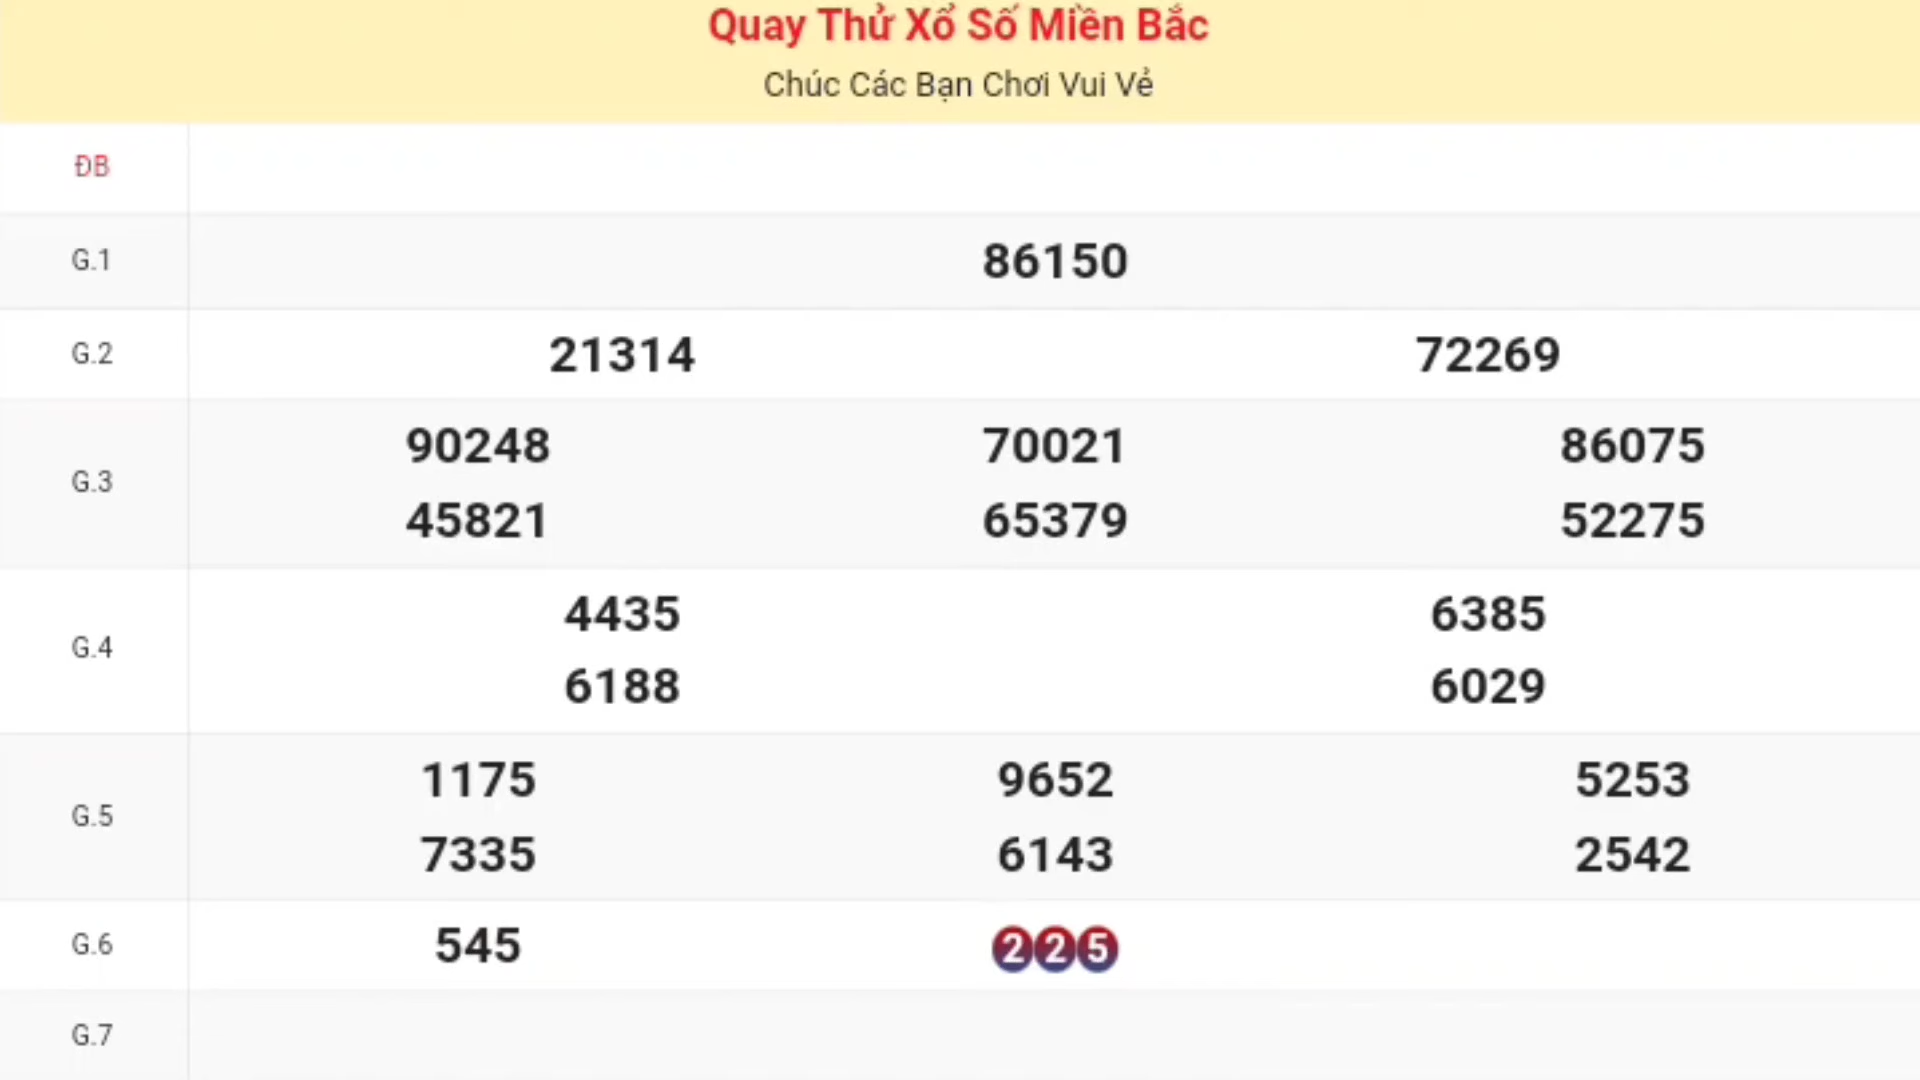 Quay Thử Xổ Số Miền Bắc
Chúc Các Bạn Chơi Vui Vẻ
ĐB
G.1 86150
G.2 21314 72269
G.3 90248 70021 86075
45821 65379 52275
G.4 4435 6385
6188 6029
G.5 1175 9652 5253
7335 6143 2542
G.6 545 225
G.7